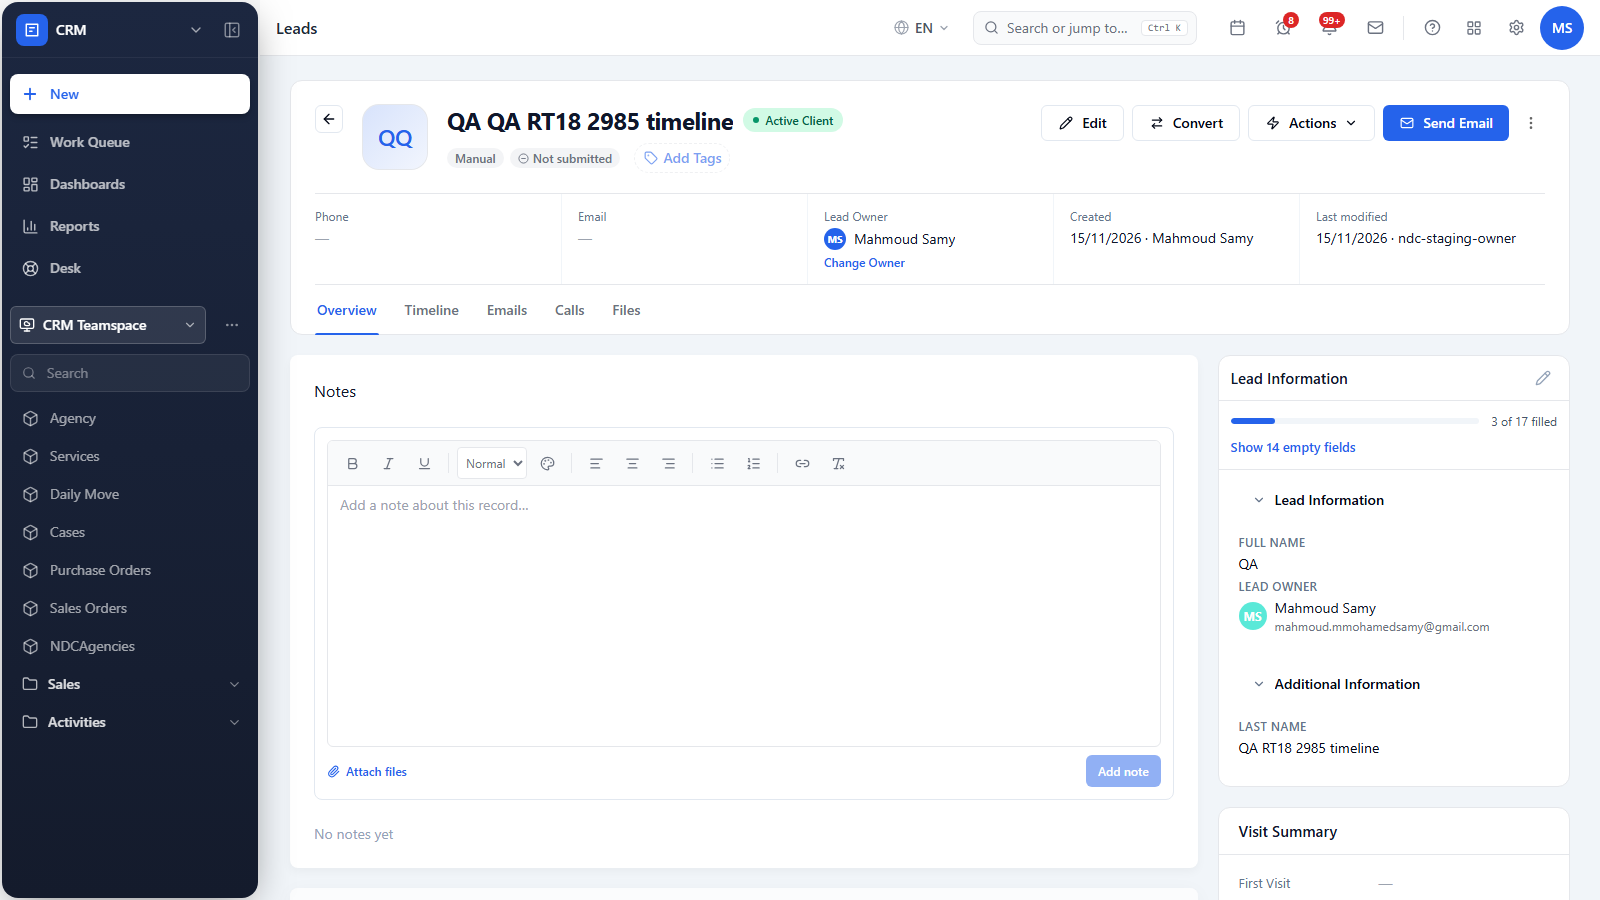 CRM
New
Work Queue
Dashboards
Reports
Desk
CRM Teamspace
Search
Agency
Services
Daily Move
Cases
Purchase Orders
Sales Orders
NDCAgencies
Sales
Activities
Leads
EN
Search or jump to...
Ctrl K
8
99+
MS
QQ
QA QA RT18 2985 timeline
Active Client
Manual
Not submitted
Add Tags
Edit
Convert
Actions
Send Email
Phone
—
Email
—
Lead Owner
MS
Mahmoud Samy
Change Owner
Created
15/11/2026 · Mahmoud Samy
Last modified
15/11/2026 · ndc-staging-owner
Overview
Timeline
Emails
Calls
Files
Notes
Normal
Add a note about this record...
Attach files
Add note
No notes yet
Lead Information
3 of 17 filled
Show 14 empty fields
Lead Information
FULL NAME
QA
LEAD OWNER
MS
Mahmoud Samy
mahmoud.mmohamedsamy@gmail.com
Additional Information
LAST NAME
QA RT18 2985 timeline
Visit Summary
First Visit
—